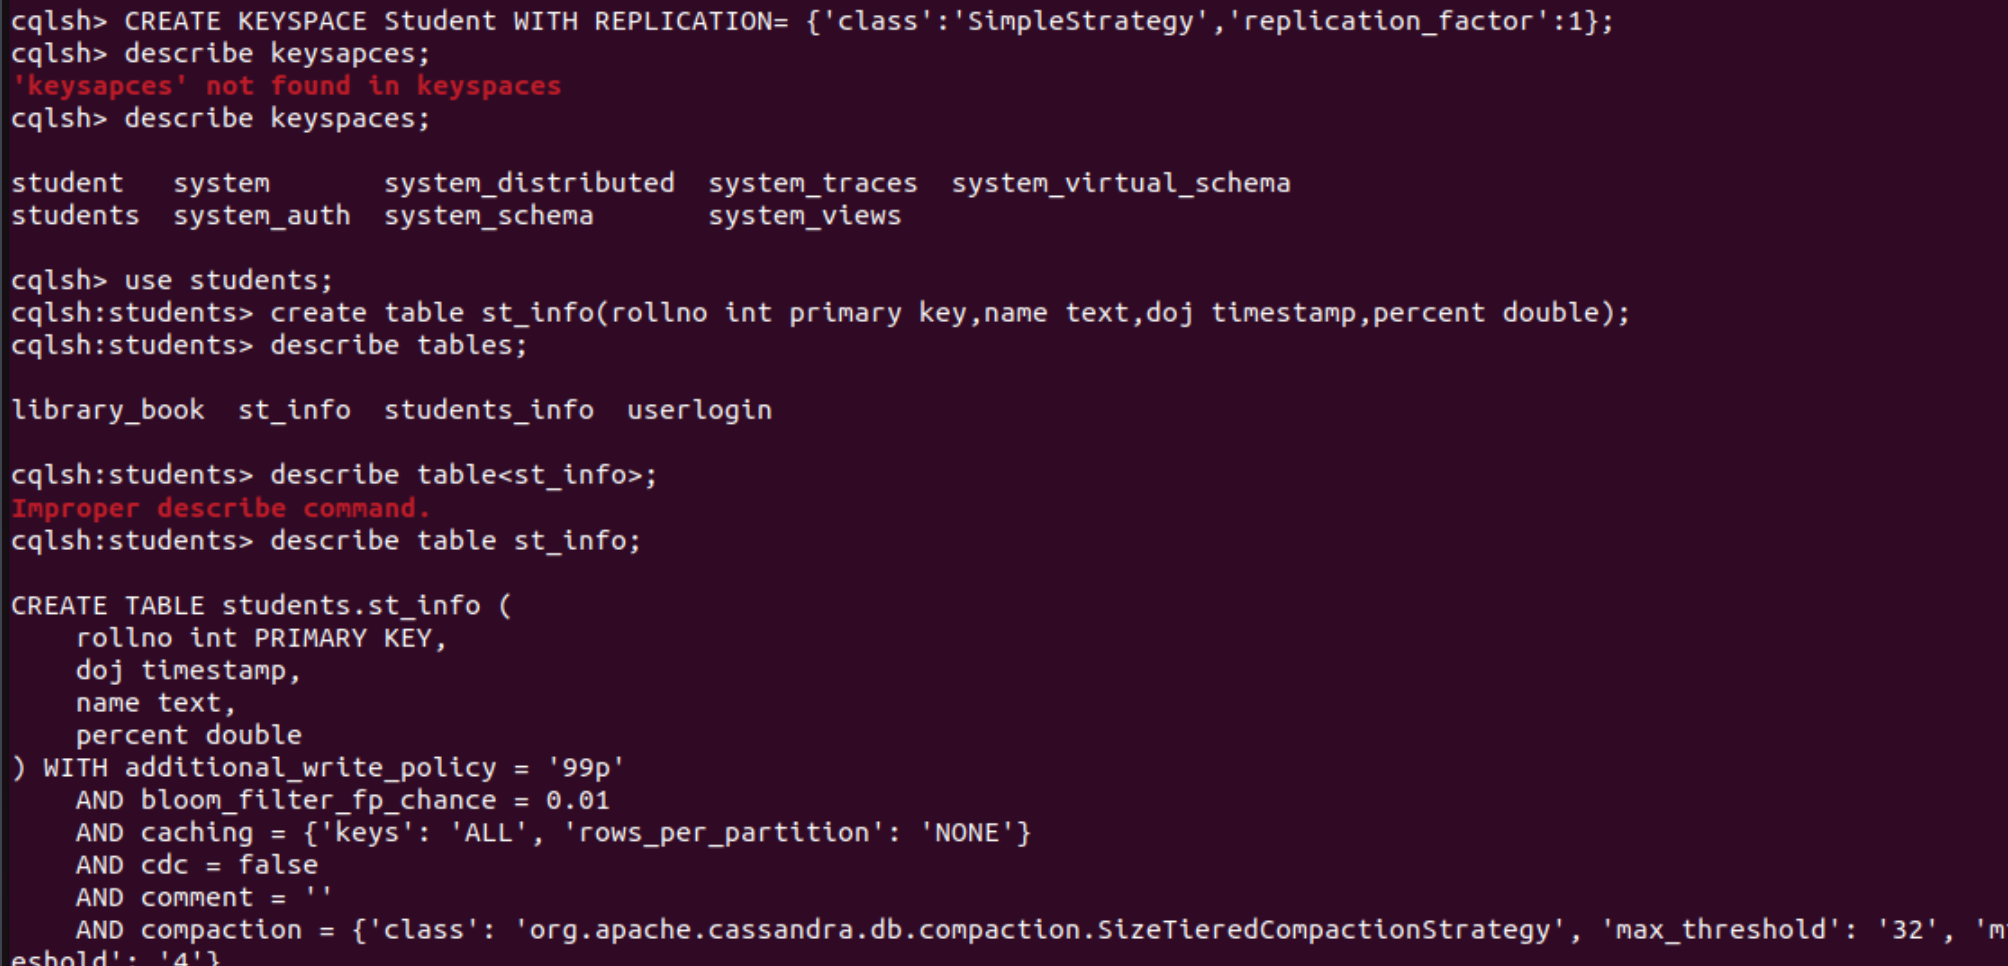 cqlsh> CREATE KEYSPACE Student WITH REPLICATION= {'class':'SimpleStrategy','replication_factor':1};
cqlsh> describe keysapces;
'keysapces' not found in keyspaces
cqlsh> describe keyspaces;
student   system       system_distributed  system_traces  system_virtual_schema
students  system_auth  system_schema       system_views
cqlsh> use students;
cqlsh:students> create table st_info(rollno int primary key,name text,doj timestamp,percent double);
cqlsh:students> describe tables;
library_book  st_info  students_info  userlogin
cqlsh:students> describe table<st_info>;
Improper describe command.
cqlsh:students> describe table st_info;
CREATE TABLE students.st_info (
    rollno int PRIMARY KEY,
    doj timestamp,
    name text,
    percent double
) WITH additional_write_policy = '99p'
    AND bloom_filter_fp_chance = 0.01
    AND caching = {'keys': 'ALL', 'rows_per_partition': 'NONE'}
    AND cdc = false
    AND comment = ''
    AND compaction = {'class': 'org.apache.cassandra.db.compaction.SizeTieredCompactionStrategy', 'max_threshold': '32',
eshold': '4'}